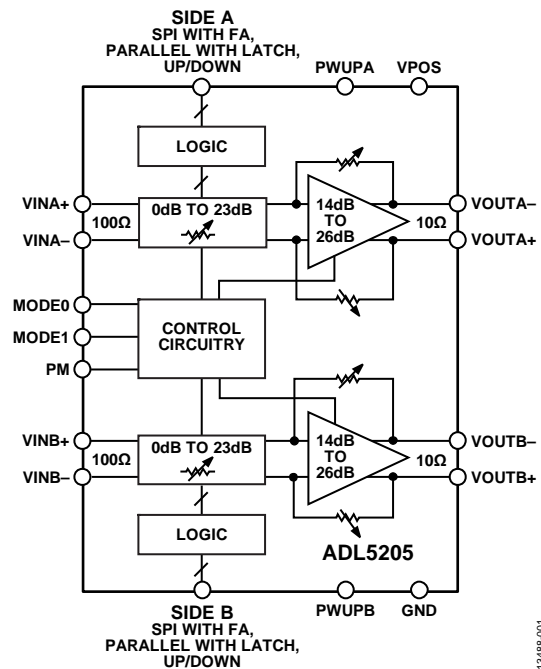 SIDE A
SPI WITH FA,
PARALLEL WITH LATCH,
UP/DOWN
PWUPA
VPOS
LOGIC
VINA+
100Ω
VINA–
0dB TO 23dB
14dB
TO
26dB
10Ω
VOUTA–
VOUTA+
MODE0
MODE1
PM
CONTROL
CIRCUITRY
VINB+
100Ω
VINB–
0dB TO 23dB
14dB
TO
26dB
10Ω
VOUTB–
VOUTB+
LOGIC
ADL5205
SIDE B
SPI WITH FA,
PARALLEL WITH LATCH,
UP/DOWN
PWUPB
GND
13488-001